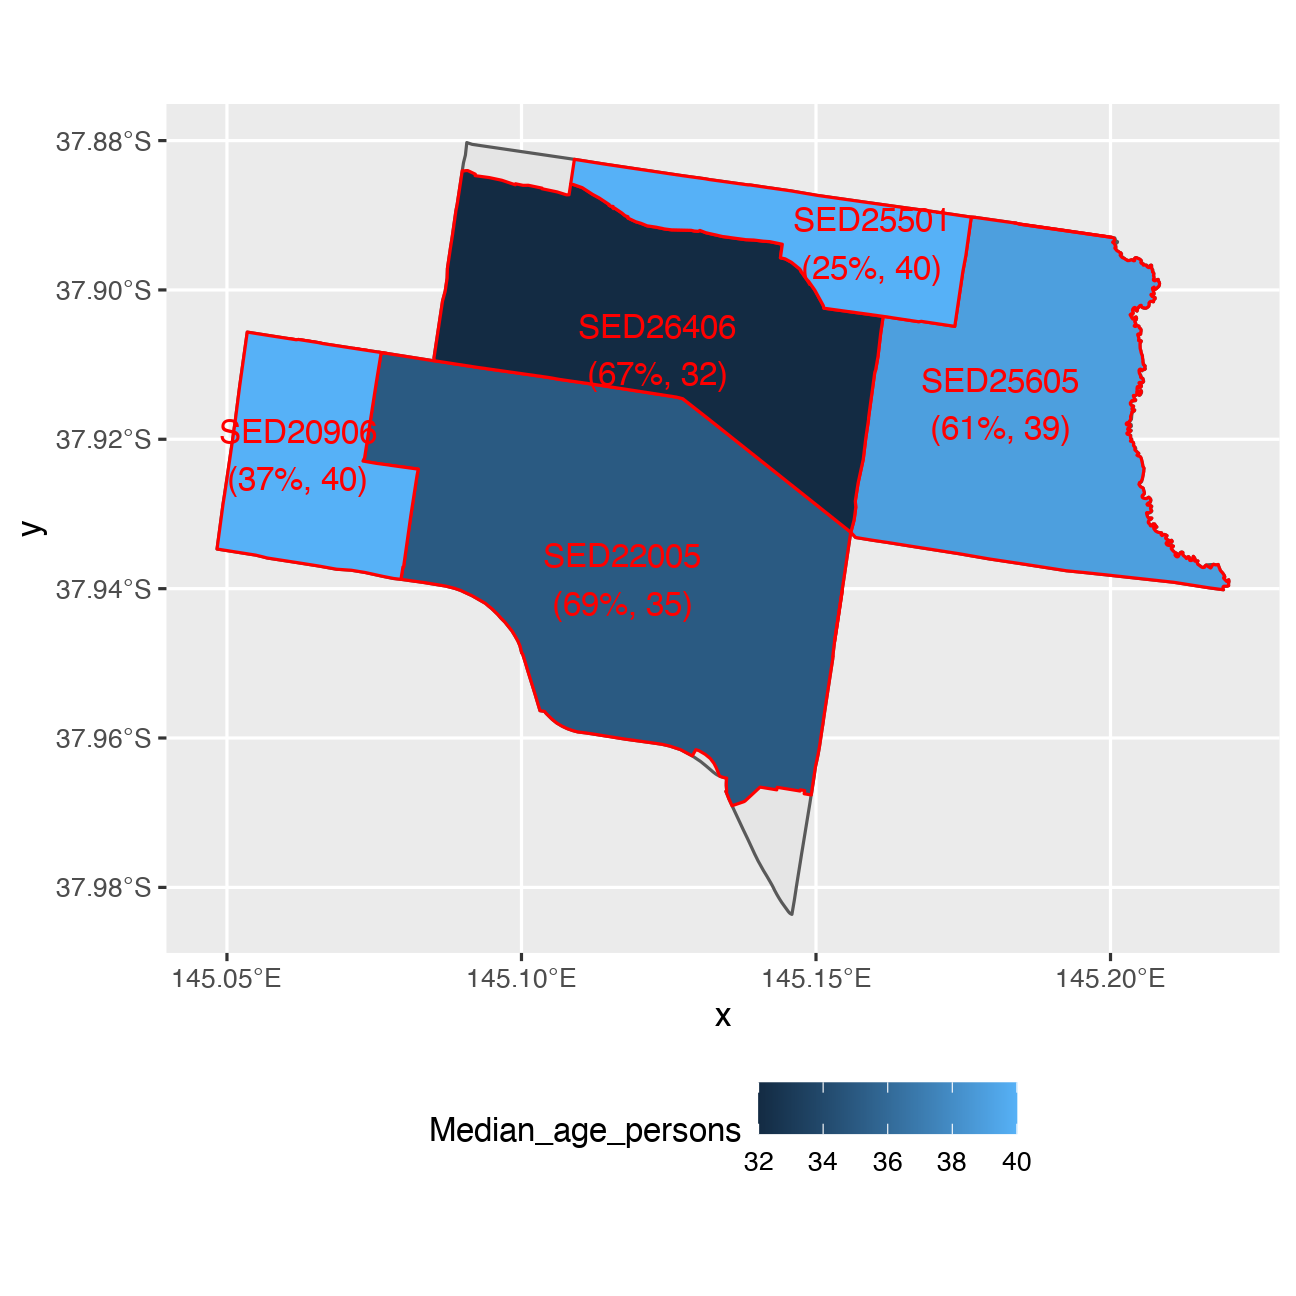 37.88°S
37.90°S
37.92°S
37.94°S
37.96°S
37.98°S
y
SED25501
(25%, 40)
SED26406
(67%, 32)
SED25605
(61%, 39)
SED20906
(37%, 40)
SED22005
(69%, 35)
145.05°E
145.10°E
145.15°E
145.20°E
x
Median_age_persons
32
34
36
38
40